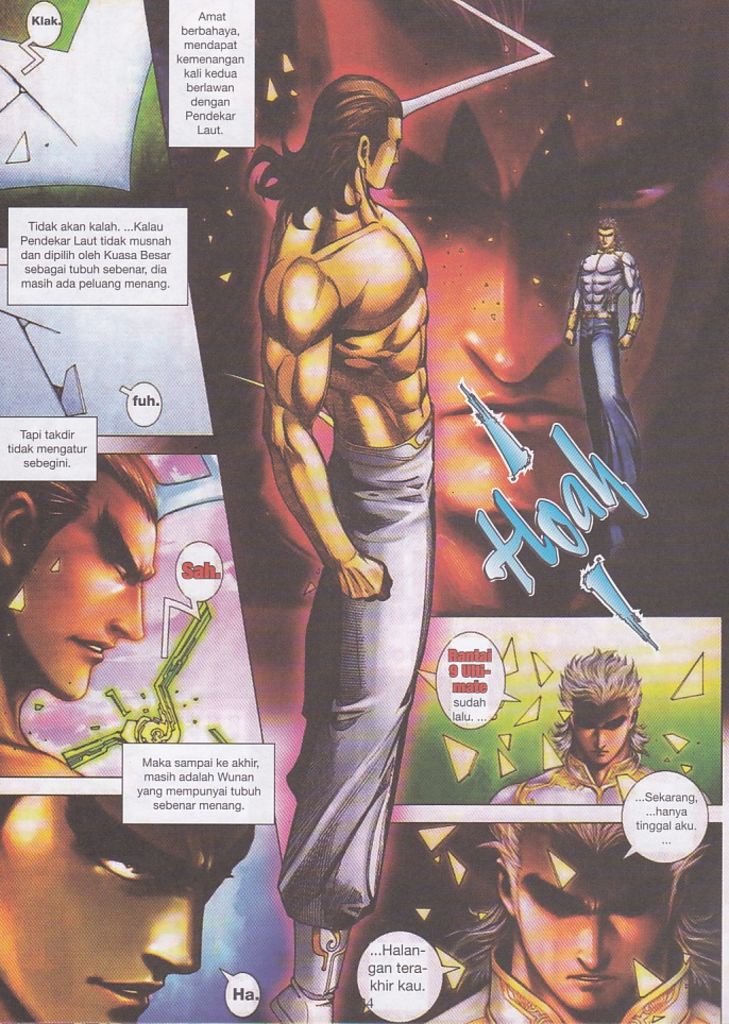 Klak.
Amat
berbahaya,
mendapat
kemenangan
kali kedua
berlawan
dengan
Pendekar
Laut.
Tidak akan kalah. ...Kalau
Pendekar Laut tidak musnah
dan dipilih oleh Kuasa Besar
sebagai tubuh sebenar, dia
masih ada peluang menang.
fuh.
Tapi takdir
tidak mengatur
sebegini.
Sah.
Hoah
Maka sampai ke akhir,
masih adalah Wunan
yang mempunyai tubuh
sebenar menang.
Rantai
9 Ulti-
mate
sudah
lalu. ...
...Sekarang,
...hanya
tinggal aku.
...
Ha.
...Halan-
gan tera-
khir kau.